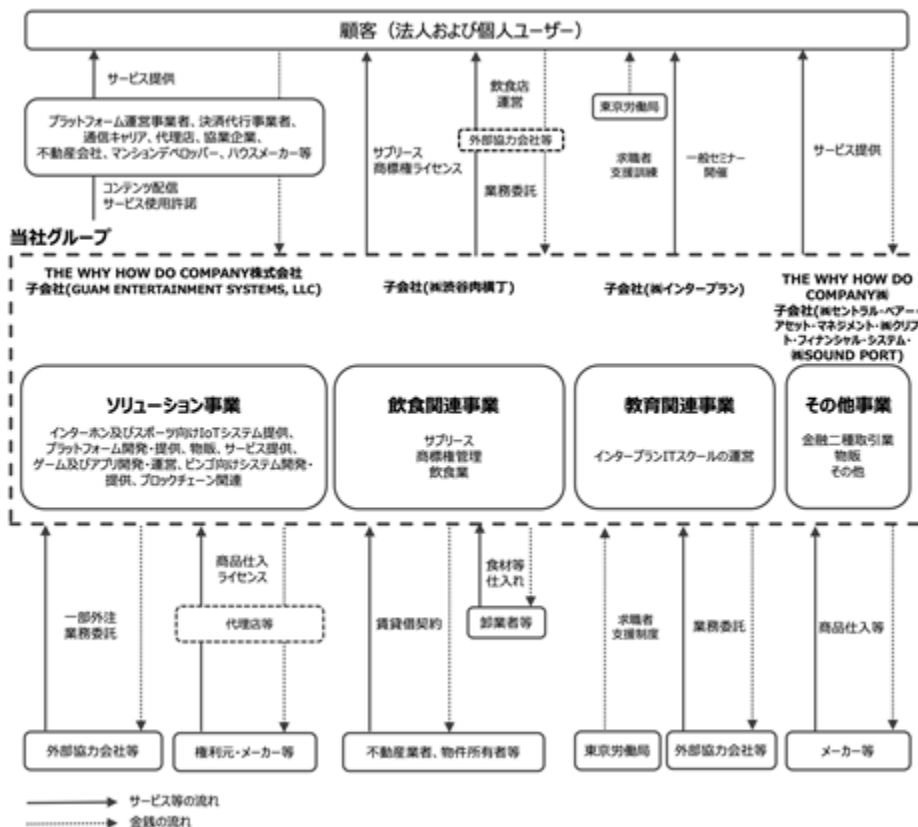 顧客（法人および個人ユーザー）
サービス提供
プラットフォーム運営事業者、決済代行事業者、
通信キャリア、代理店、協業企業、
不動産会社、マンションデベロッパー、ハウスメーカー等
コンテンツ配信
サービス使用許諾
サブリース
商標権ライセンス
飲食店
運営
外部協力会社等
業務委託
東京労働局
求職者
支援訓練
一般セミナー
開催
サービス提供
当社グループ
THE WHY HOW DO COMPANY株式会社
子会社(GUAM ENTERTAINMENT SYSTEMS, LLC)
子会社(㈱渋谷肉横丁)
子会社(㈱インタープラン)
THE WHY HOW DO
COMPANY㈱
子会社(㈱セントラル・ベアー・
アセット・マネジメント・㈱クリプ
ト・フィナンシャル・システム・
㈱SOUND PORT)
ソリューション事業
インターホン及びスポーツ向けIoTシステム提供、
プラットフォーム開発・提供、物販、サービス提供、
ゲーム及びアプリ開発・運営、ビンゴ向けシステム開発・
提供、ブロックチェーン関連
飲食関連事業
サブリース
商標権管理
飲食業
教育関連事業
インタープランITスクールの運営
その他事業
金融二種取引業
物販
その他
一部外注
業務委託
商品仕入
ライセンス
代理店等
賃貸借契約
食材等
仕入れ
卸業者等
求職者
支援制度
業務委託
商品仕入等
外部協力会社等
権利元・メーカー等
不動産業者、物件所有者等
東京労働局
外部協力会社等
メーカー等
サービス等の流れ
金銭の流れ